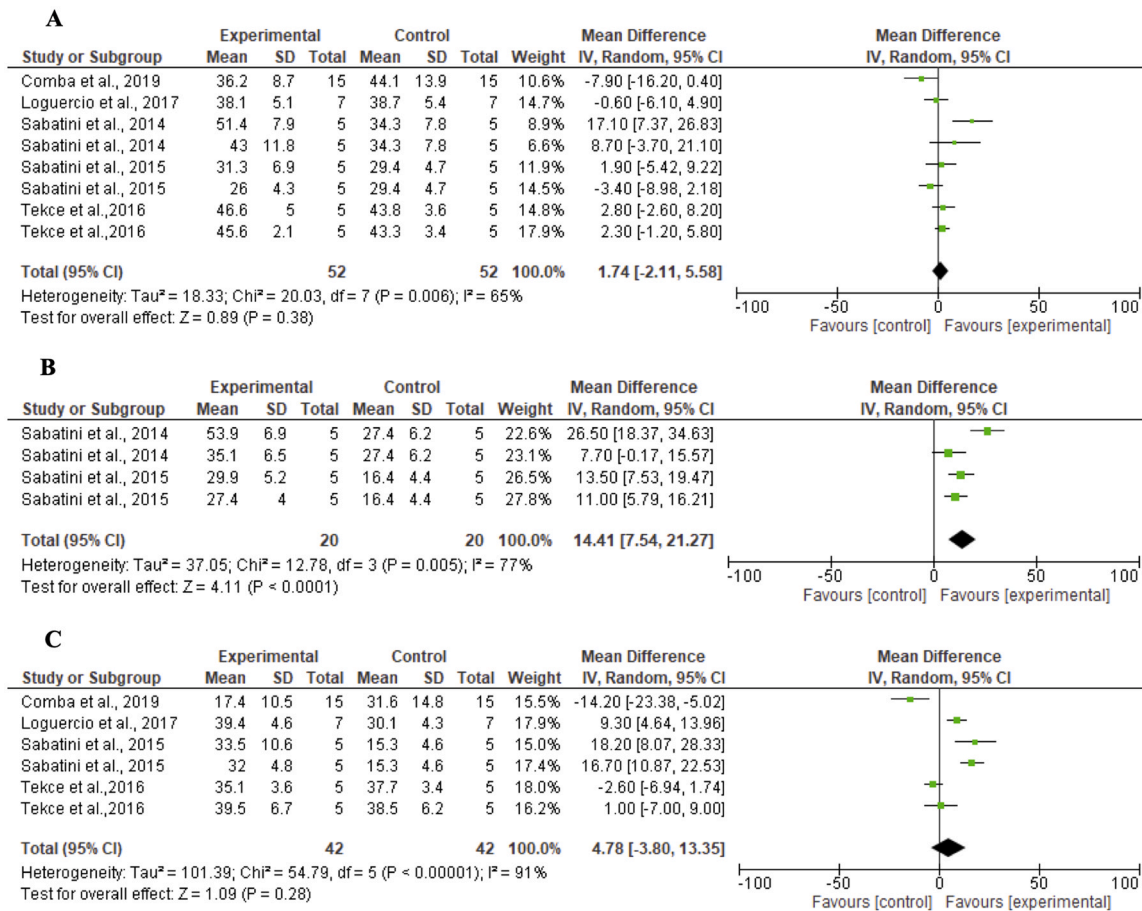 A
Experimental Control Mean Difference Mean Difference
Study or Subgroup Mean SD Total Mean SD Total Weight IV, Random, 95% CI IV, Random, 95% CI
Comba et al., 2019 36.2 8.7 15 44.1 13.9 15 10.6% -7.90 [-16.20, 0.40]
Loguercio et al., 2017 38.1 5.1 7 38.7 5.4 7 14.7% -0.60 [-6.10, 4.90]
Sabatini et al., 2014 51.4 7.9 5 34.3 7.8 5 8.9% 17.10 [7.37, 26.83]
Sabatini et al., 2014 43 11.8 5 34.3 7.8 5 6.6% 8.70 [-3.70, 21.10]
Sabatini et al., 2015 31.3 6.9 5 29.4 4.7 5 11.9% 1.90 [-5.42, 9.22]
Sabatini et al., 2015 26 4.3 5 29.4 4.7 5 14.5% -3.40 [-8.98, 2.18]
Tekce et al.,2016 46.6 5 5 43.8 3.6 5 14.8% 2.80 [-2.60, 8.20]
Tekce et al.,2016 45.6 2.1 5 43.3 3.4 5 17.9% 2.30 [-1.20, 5.80]
Total (95% CI) 52 52 100.0% 1.74 [-2.11, 5.58]
Heterogeneity: Tau² = 18.33; Chi² = 20.03, df = 7 (P = 0.006); I² = 65%
Test for overall effect: Z = 0.89 (P = 0.38)
-100 -50 0 50 100
Favours [control] Favours [experimental]
B
Experimental Control Mean Difference Mean Difference
Study or Subgroup Mean SD Total Mean SD Total Weight IV, Random, 95% CI IV, Random, 95% CI
Sabatini et al., 2014 53.9 6.9 5 27.4 6.2 5 22.6% 26.50 [18.37, 34.63]
Sabatini et al., 2014 35.1 6.5 5 27.4 6.2 5 23.1% 7.70 [-0.17, 15.57]
Sabatini et al., 2015 29.9 5.2 5 16.4 4.4 5 26.5% 13.50 [7.53, 19.47]
Sabatini et al., 2015 27.4 4 5 16.4 4.4 5 27.8% 11.00 [5.79, 16.21]
Total (95% CI) 20 20 100.0% 14.41 [7.54, 21.27]
Heterogeneity: Tau² = 37.05; Chi² = 12.78, df = 3 (P = 0.005); I² = 77%
Test for overall effect: Z = 4.11 (P < 0.0001)
-100 -50 0 50 100
Favours [control] Favours [experimental]
C
Experimental Control Mean Difference Mean Difference
Study or Subgroup Mean SD Total Mean SD Total Weight IV, Random, 95% CI IV, Random, 95% CI
Comba et al., 2019 17.4 10.5 15 31.6 14.8 15 15.5% -14.20 [-23.38, -5.02]
Loguercio et al., 2017 39.4 4.6 7 30.1 4.3 7 17.9% 9.30 [4.64, 13.96]
Sabatini et al., 2015 33.5 10.6 5 15.3 4.6 5 15.0% 18.20 [8.07, 28.33]
Sabatini et al., 2015 32 4.8 5 15.3 4.6 5 17.4% 16.70 [10.87, 22.53]
Tekce et al.,2016 35.1 3.6 5 37.7 3.4 5 18.0% -2.60 [-6.94, 1.74]
Tekce et al.,2016 39.5 6.7 5 38.5 6.2 5 16.2% 1.00 [-7.00, 9.00]
Total (95% CI) 42 42 100.0% 4.78 [-3.80, 13.35]
Heterogeneity: Tau² = 101.39; Chi² = 54.79, df = 5 (P < 0.00001); I² = 91%
Test for overall effect: Z = 1.09 (P = 0.28)
-100 -50 0 50 100
Favours [control] Favours [experimental]